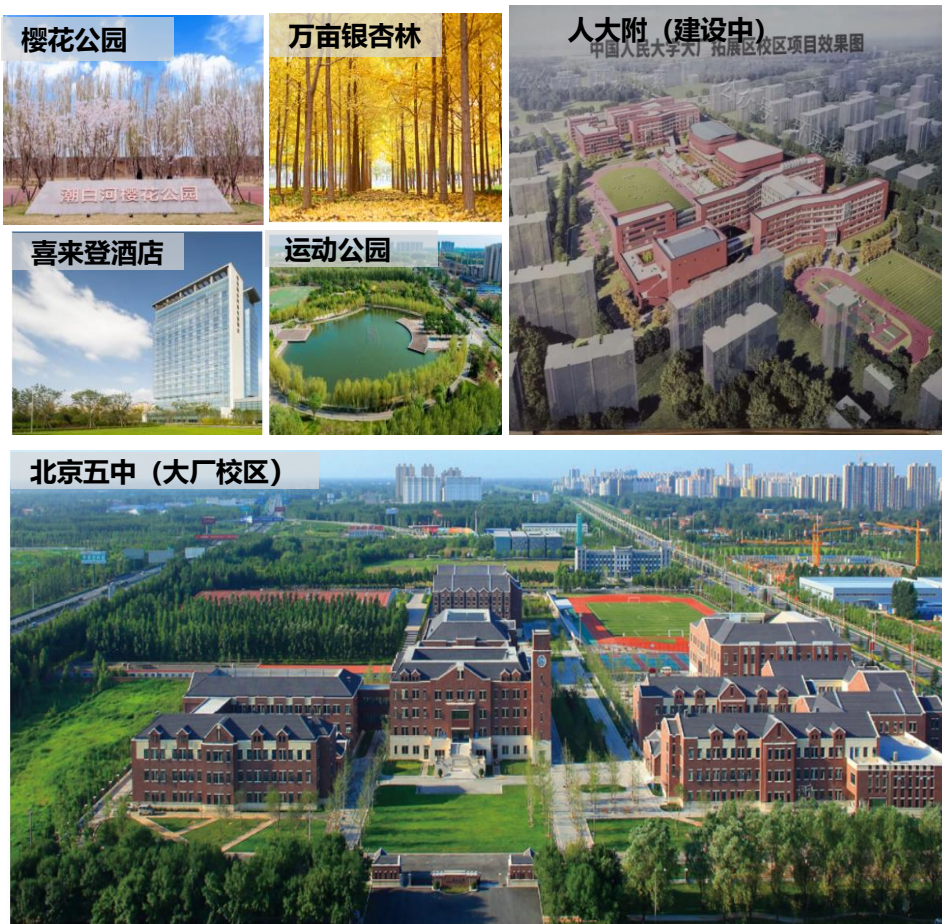 樱花公园
潮白河樱花公园
万亩银杏林
人大附（建设中）
中国人民大学大厂拓展区校区项目效果图
喜来登酒店
运动公园
北京五中（大厂校区）